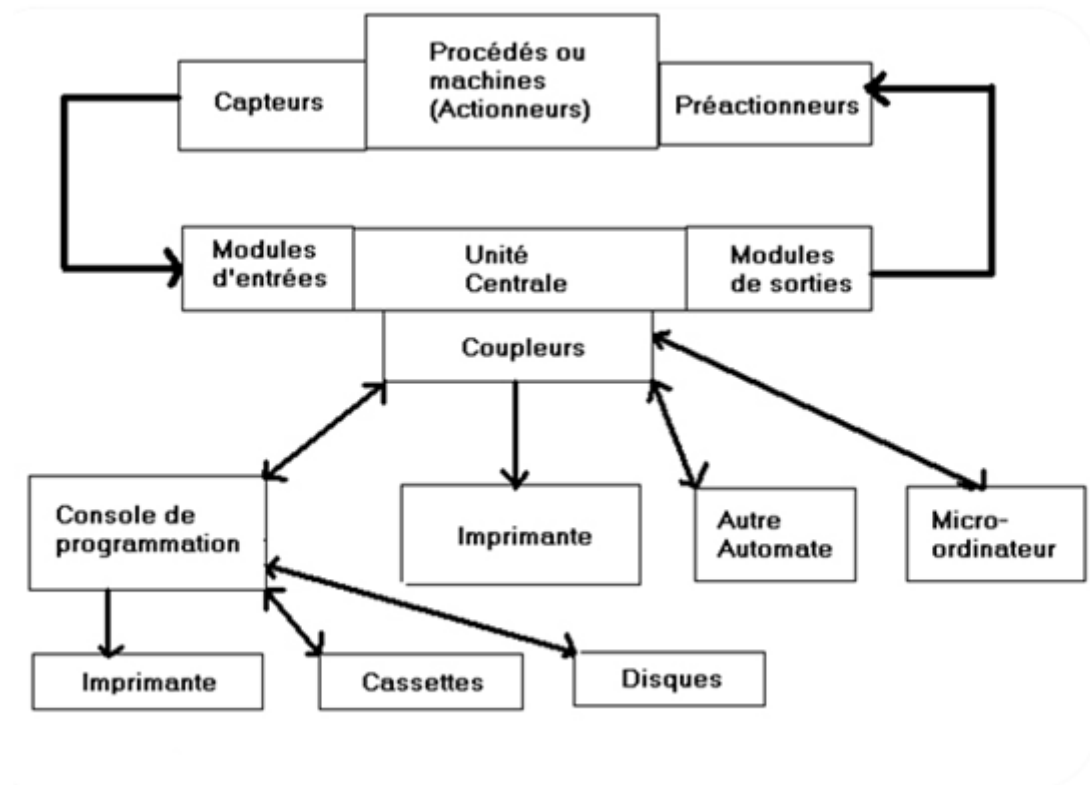 Capteurs
Procédés ou
machines
(Actionneurs)
Préactionneurs
Modules
d'entrées
Unité
Centrale
Modules
de sorties
Coupleurs
Console de
programmation
Imprimante
Autre
Automate
Micro-
ordinateur
Imprimante
Cassettes
Disques